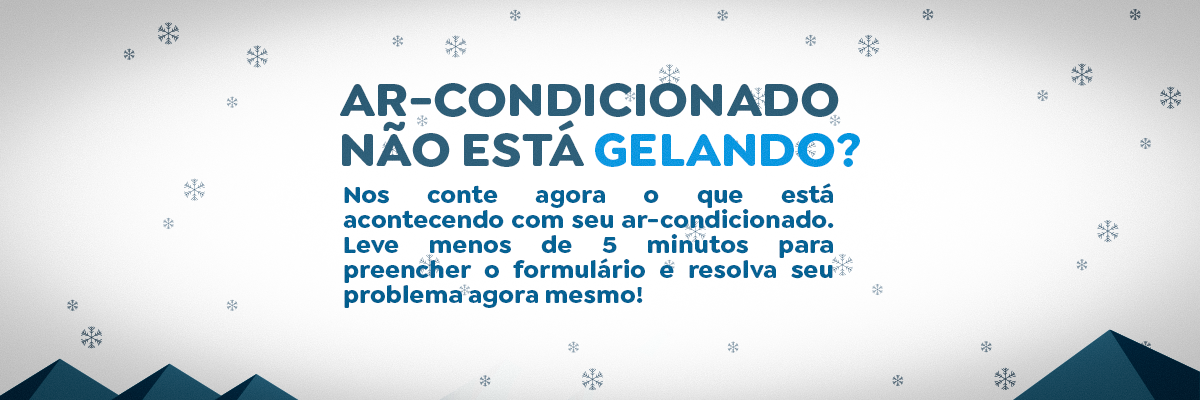 AR-CONDICIONADO
NÃO ESTÁ GELANDO?
Nos conte agora o que está
acontecendo com seu ar-condicionado.
Leve menos de 5 minutos para
preencher o formulário e resolva seu
problema agora mesmo!